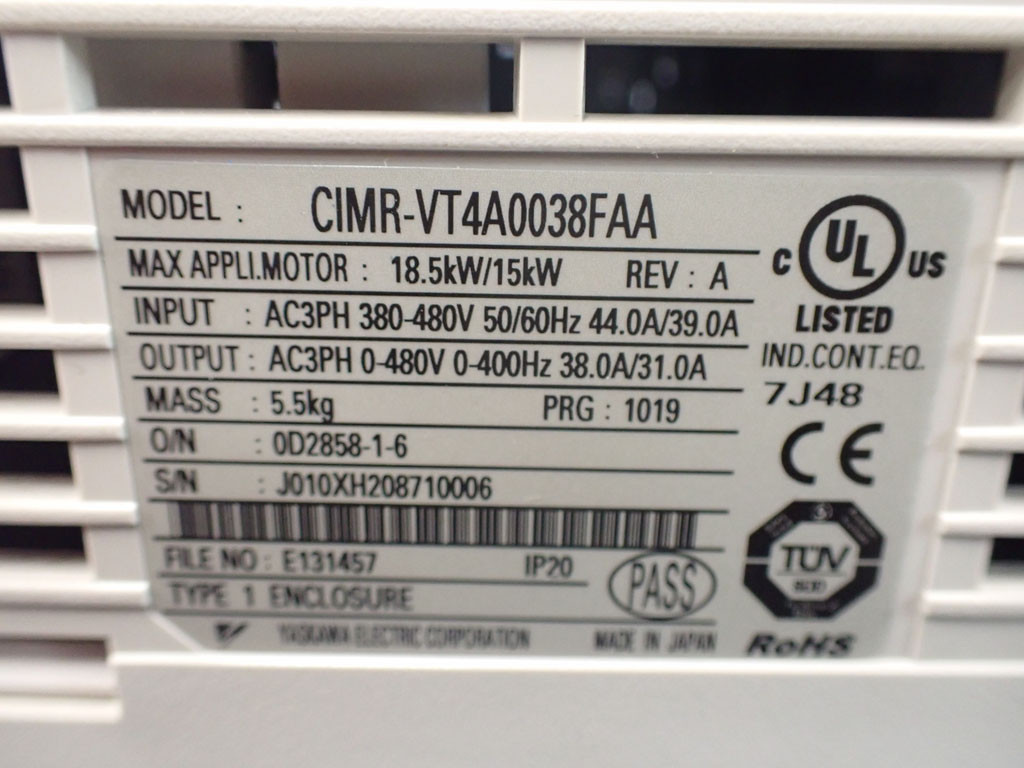 MODEL : CIMR-VT4A0038FAA
MAX APPLI.MOTOR : 18.5kW/15kW REV : A
INPUT : AC3PH 380-480V 50/60Hz 44.0A/39.0A
OUTPUT : AC3PH 0-480V 0-400Hz 38.0A/31.0A
MASS : 5.5kg PRG : 1019
O/N : 0D2858-1-6
S/N : J010XH208710006
FILE NO : E131457 IP20
TYPE 1 ENCLOSURE
PASS
YASKAWA ELECTRIC CORPORATION MADE IN JAPAN
C UL US
LISTED
IND.CONT.EQ.
7J48
CE
TÜV
RoHS